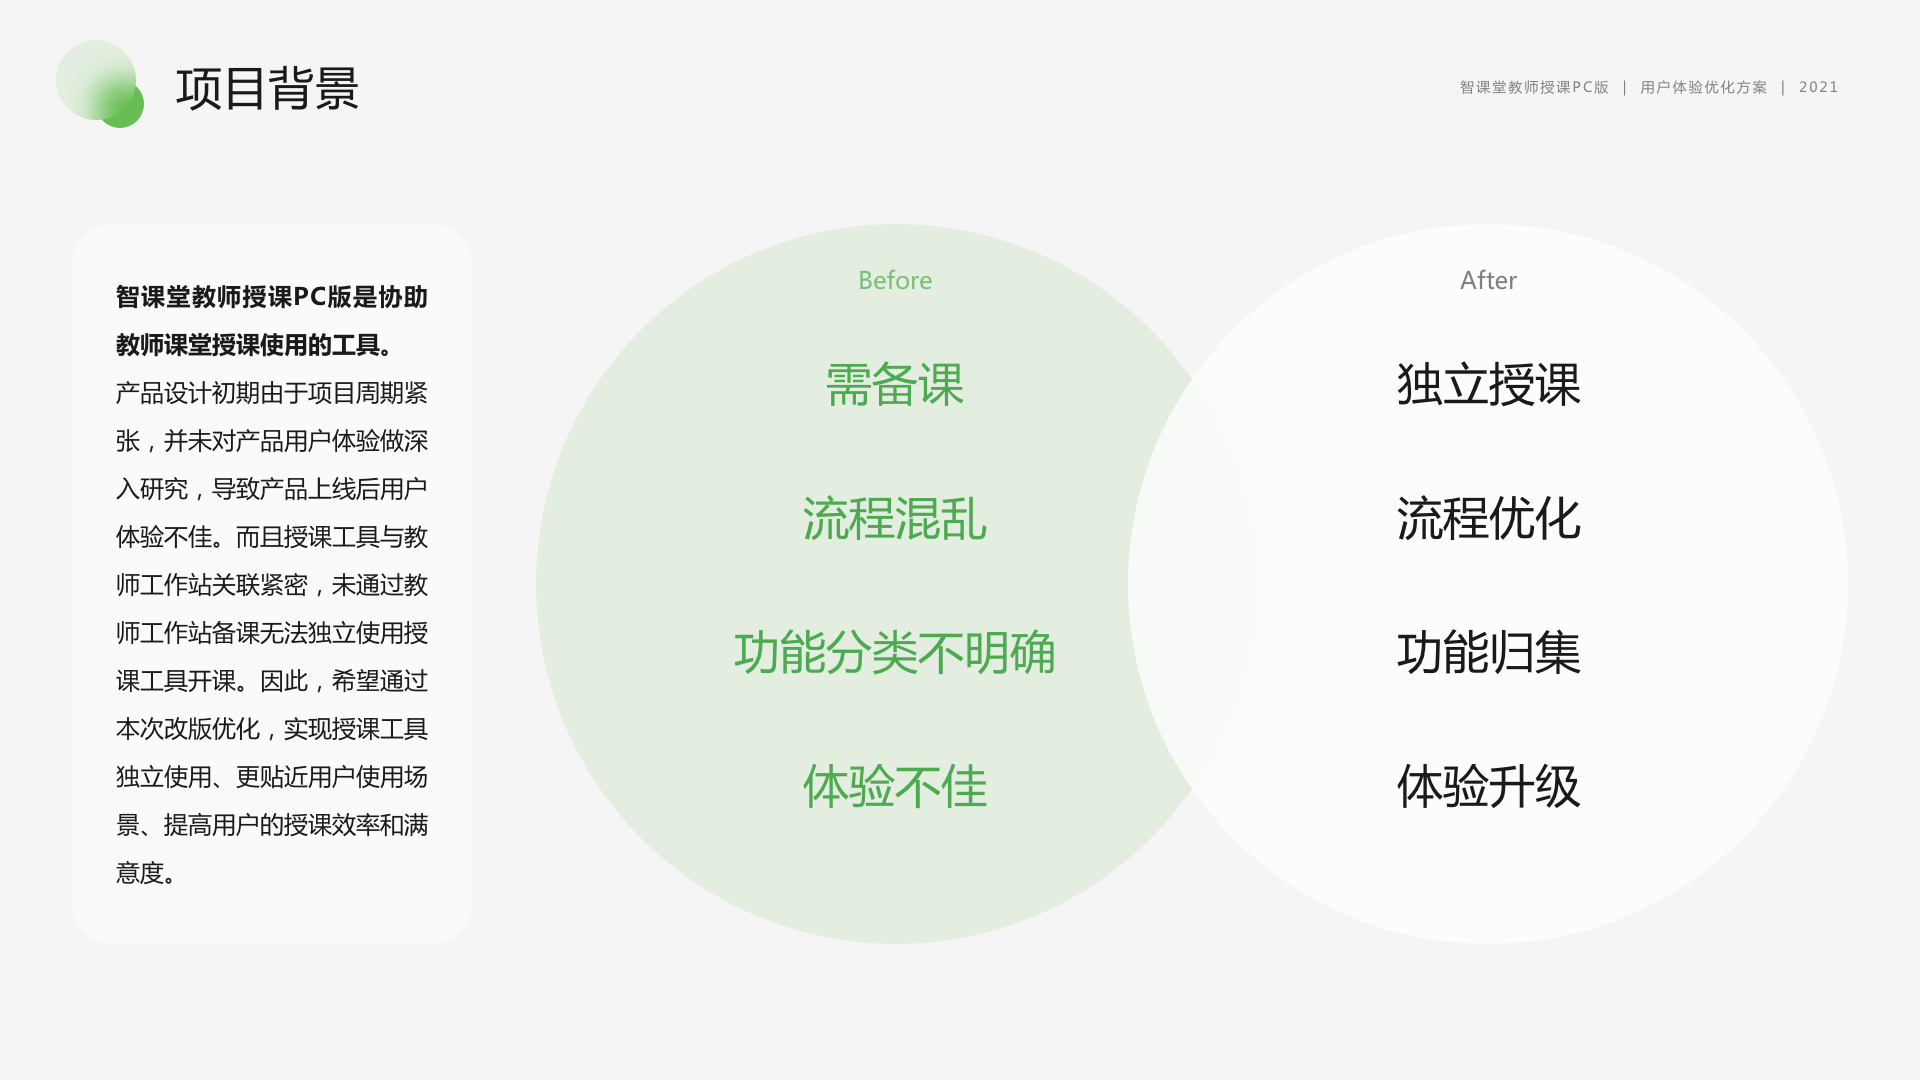 项目背景
智课堂教师授课PC版 | 用户体验优化方案 | 2021
智课堂教师授课PC版是协助
教师课堂授课使用的工具。
产品设计初期由于项目周期紧
张，并未对产品用户体验做深
入研究，导致产品上线后用户
体验不佳。而且授课工具与教
师工作站关联紧密，未通过教
师工作站备课无法独立使用授
课工具开课。因此，希望通过
本次改版优化，实现授课工具
独立使用、更贴近用户使用场
景、提高用户的授课效率和满
意度。
Before
需备课
流程混乱
功能分类不明确
体验不佳
After
独立授课
流程优化
功能归集
体验升级